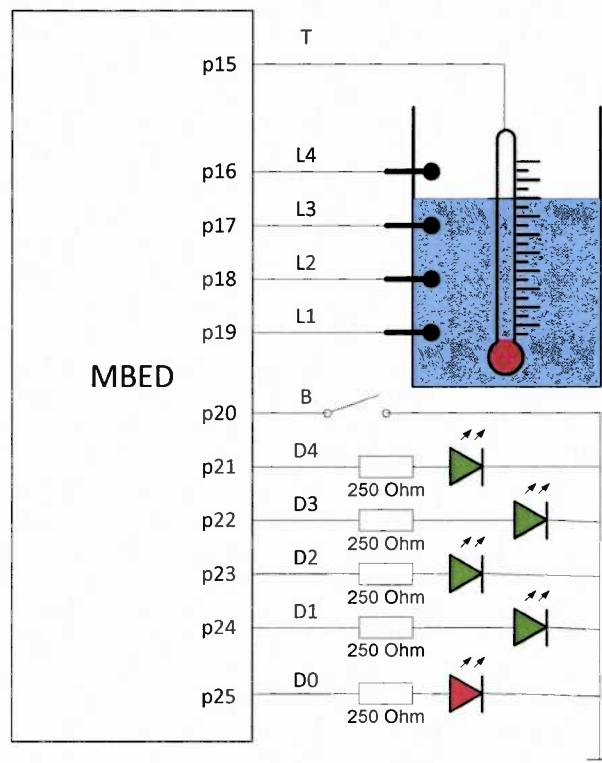 T
p15
L4
p16
L3
p17
L2
p18
L1
p19
MBED
B
p20
D4
p21
250 Ohm
D3
p22
250 Ohm
D2
p23
250 Ohm
D1
p24
250 Ohm
D0
p25
250 Ohm